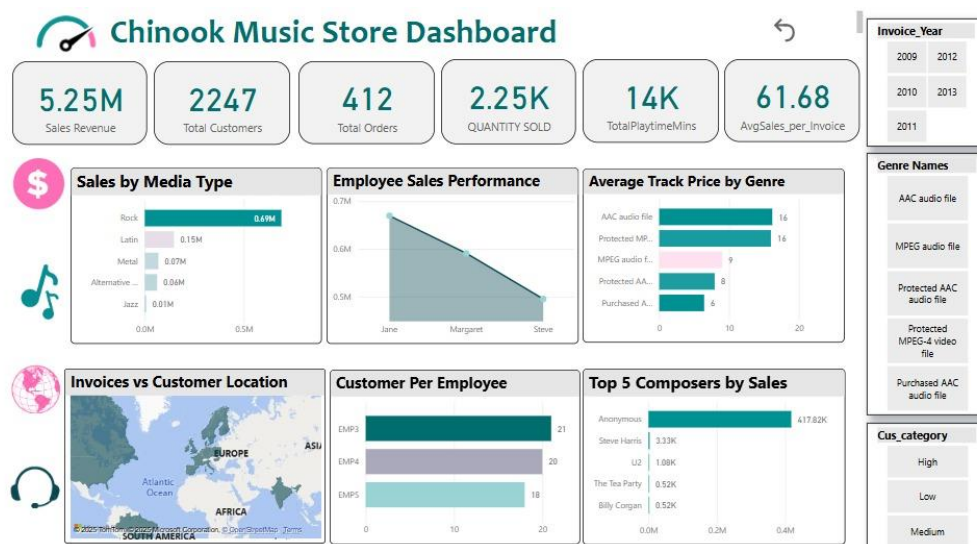 Chinook Music Store Dashboard
5.25M
Sales Revenue
2247
Total Customers
412
Total Orders
2.25K
QUANTITY SOLD
14K
TotalPlaytimeMins
61.68
AvgSales_per_Invoice
Invoice_Year
2009 2012
2010 2013
2011
$
Sales by Media Type
Rock 0.69M
Latin 0.15M
Metal 0.07M
Alternative ... 0.06M
Jazz 0.01M
0.0M 0.5M
Employee Sales Performance
0.7M
0.6M
0.5M
Jane Margaret Steve
Average Track Price by Genre
AAC audio file 16
Protected MP... 16
MPEG audio f... 9
Protected AA... 8
Purchased A... 6
0 10 20
Genre Names
AAC audio file
MPEG audio file
Protected AAC
audio file
Protected
MPEG-4 video
file
Purchased AAC
audio file
Invoices vs Customer Location
EUROPE
ASI
Atlantic
Ocean
AFRICA
© 2025 TomTom, © 2025 Microsoft Corporation, © OpenStreetMap Terms
SOUTH AMERICA
Customer Per Employee
EMP3 21
EMP4 20
EMP5 18
0 10 20
Top 5 Composers by Sales
Anonymous 417.82K
Steve Harris 3.33K
U2 1.08K
The Tea Party 0.52K
Billy Corgan 0.52K
0.0M 0.2M 0.4M
Cus_category
High
Low
Medium